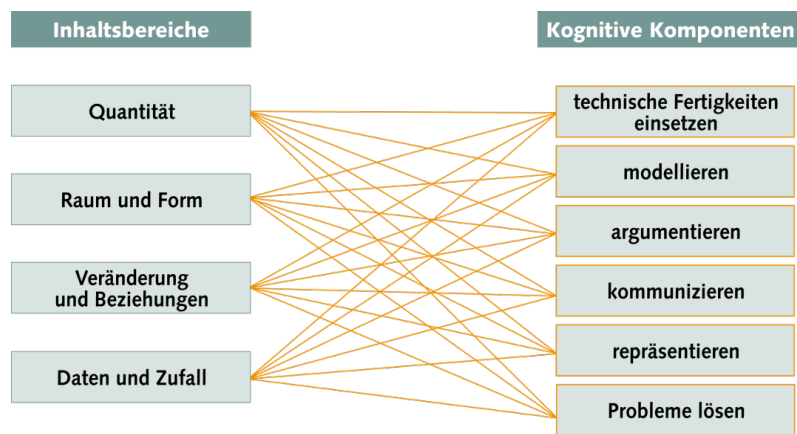 Inhaltsbereiche
Kognitive Komponenten
Quantität
Raum und Form
Veränderung
und Beziehungen
Daten und Zufall
technische Fertigkeiten
einsetzen
modellieren
argumentieren
kommunizieren
repräsentieren
Probleme lösen